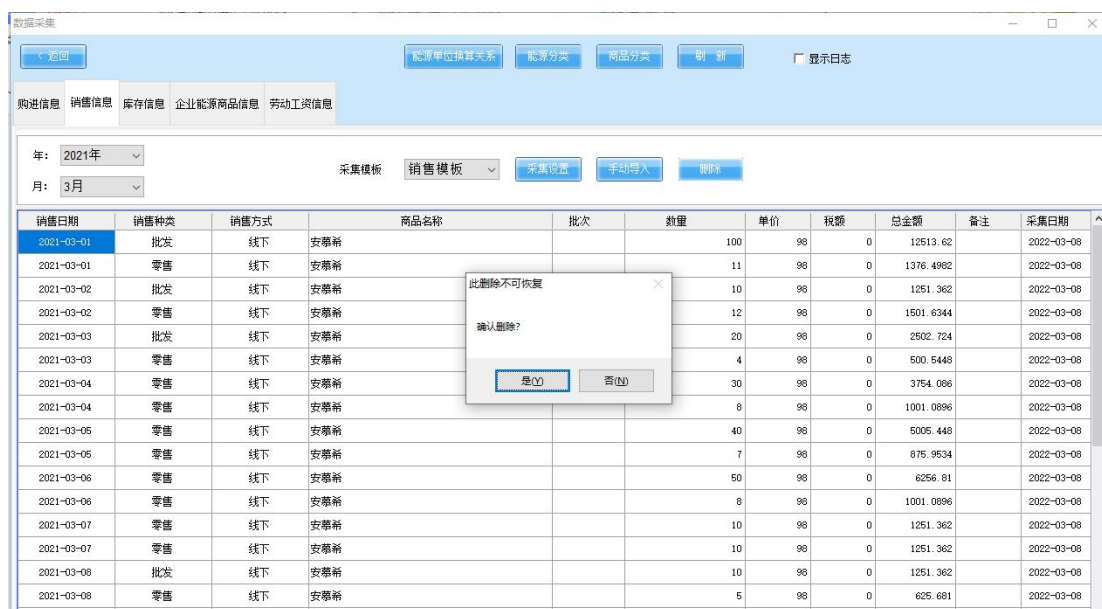 数据采集
< 返回 能源单位换算关系 能源分类 商品分类 刷 新 显示日志
购进信息 销售信息 库存信息 企业能源商品信息 劳动工资信息
年: 2021年
采集模板 销售模板 采集设置 手动导入 删除
月: 3月
销售日期 销售种类 销售方式 商品名称 批次 数量 单价 税额 总金额 备注 采集日期
2021-03-01 批发 线下 安慕希 100 98 0 12513.62 2022-03-08
2021-03-01 零售 线下 安慕希 11 98 0 1376.4982 2022-03-08
2021-03-02 批发 线下 安慕希 10 98 0 1251.362 2022-03-08
2021-03-02 零售 线下 安慕希 12 98 0 1501.6344 2022-03-08
2021-03-03 批发 线下 安慕希 20 98 0 2502.724 2022-03-08
2021-03-03 零售 线下 安慕希 4 98 0 500.5448 2022-03-08
2021-03-04 零售 线下 安慕希 30 98 0 3754.086 2022-03-08
2021-03-04 零售 线下 安慕希 8 98 0 1001.0896 2022-03-08
2021-03-05 零售 线下 安慕希 40 98 0 5005.448 2022-03-08
2021-03-05 零售 线下 安慕希 7 98 0 875.9534 2022-03-08
2021-03-06 零售 线下 安慕希 50 98 0 6256.81 2022-03-08
2021-03-06 零售 线下 安慕希 8 98 0 1001.0896 2022-03-08
2021-03-07 零售 线下 安慕希 10 98 0 1251.362 2022-03-08
2021-03-07 零售 线下 安慕希 10 98 0 1251.362 2022-03-08
2021-03-08 批发 线下 安慕希 10 98 0 1251.362 2022-03-08
2021-03-08 零售 线下 安慕希 5 98 0 625.681 2022-03-08
此删除不可恢复
确认删除?
是(Y) 否(N)